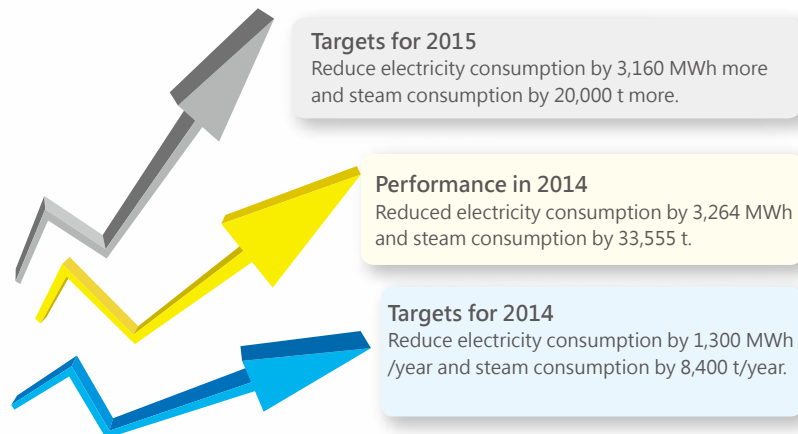 Targets for 2015
Reduce electricity consumption by 3,160 MWh more
and steam consumption by 20,000 t more.
Performance in 2014
Reduced electricity consumption by 3,264 MWh
and steam consumption by 33,555 t.
Targets for 2014
Reduce electricity consumption by 1,300 MWh
/year and steam consumption by 8,400 t/year.